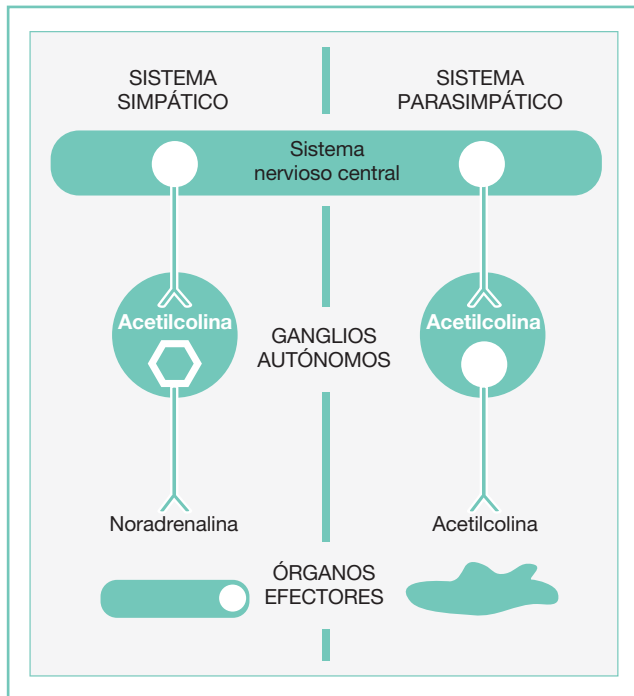 SISTEMA
SIMPÁTICO
SISTEMA
PARASIMPÁTICO
Sistema
nervioso central
Acetilcolina
Acetilcolina
GANGLIOS
AUTÓNOMOS
Noradrenalina
Acetilcolina
ÓRGANOS
EFECTORES